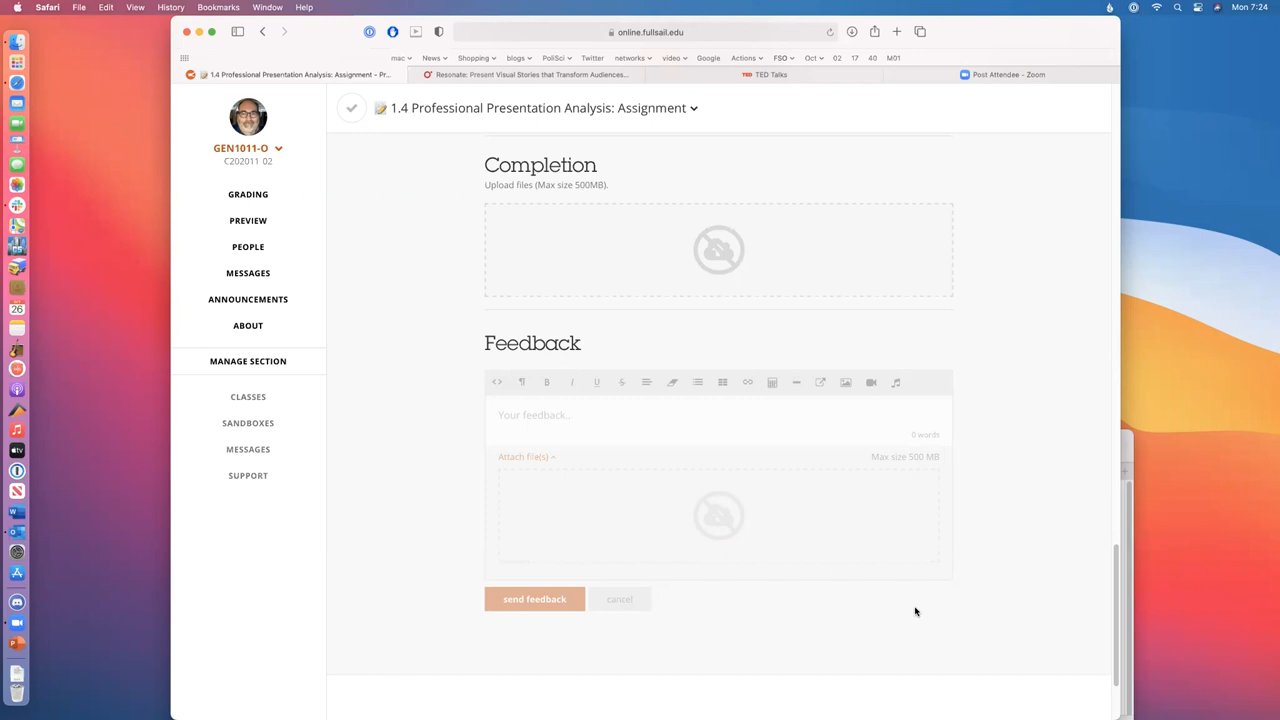 Safari File Edit View History Bookmarks Window Help
Mon 7:24
online.fullsail.edu
mac News Shopping blogs PoliSci Twitter networks video Google Actions FSO Oct 02 17 40 M01
1.4 Professional Presentation Analysis: Assignment - Pr...
Resonate: Present Visual Stories that Transform Audiences...
TED TED Talks
Post Attendee - Zoom
GEN1011-O
C202011 02
GRADING
PREVIEW
PEOPLE
MESSAGES
ANNOUNCEMENTS
ABOUT
MANAGE SECTION
CLASSES
SANDBOXES
MESSAGES
SUPPORT
1.4 Professional Presentation Analysis: Assignment
Completion
Upload files (Max size 500MB).
Feedback
Your feedback..
0 words
Attach file(s)
Max size 500 MB
send feedback
cancel
26